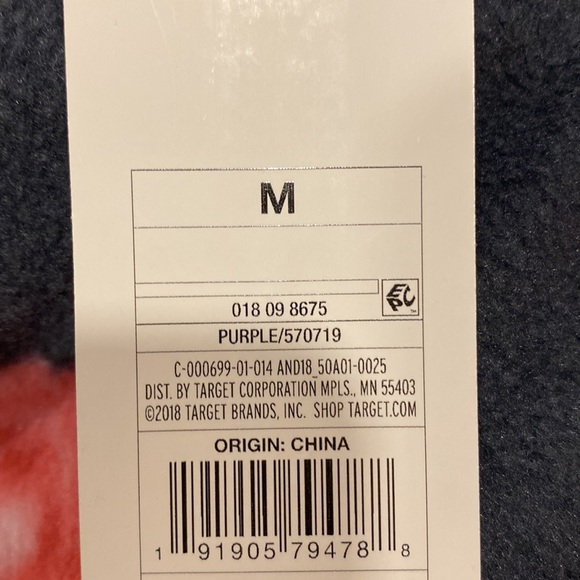 M
EPC™
018 09 8675
PURPLE/570719
C-000699-01-014 AND18_50A01-0025
DIST. BY TARGET CORPORATION MPLS., MN 55403
©2018 TARGET BRANDS, INC. SHOP TARGET.COM
ORIGIN: CHINA
1 91905 79478 8